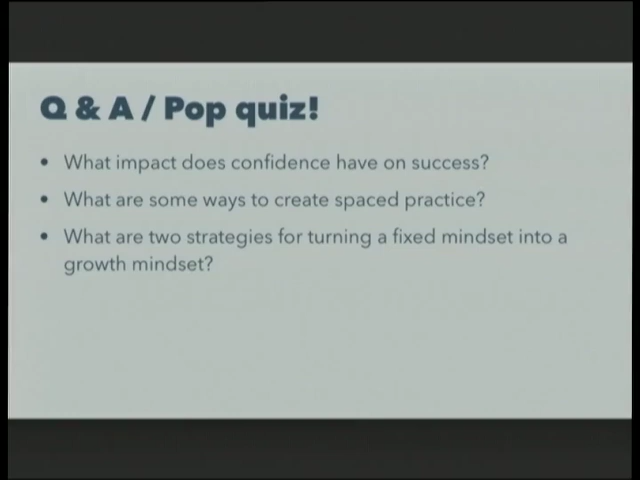 Q & A / Pop quiz!
• What impact does confidence have on success?
• What are some ways to create spaced practice?
• What are two strategies for turning a fixed mindset into a
growth mindset?